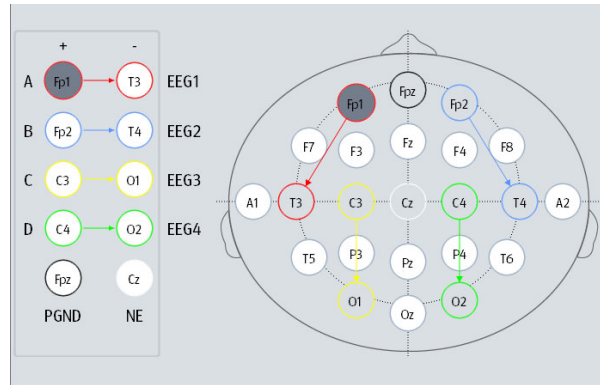 + -
A Fp1 T3 EEG1
B Fp2 T4 EEG2
C C3 O1 EEG3
D C4 O2 EEG4
Fpz Cz
PGND NE
Fpz
Fp1 Fp2
F7 F3 Fz F4 F8
A1 T3 C3 Cz C4 T4 A2
T5 P3 Pz P4 T6
O1 Oz O2